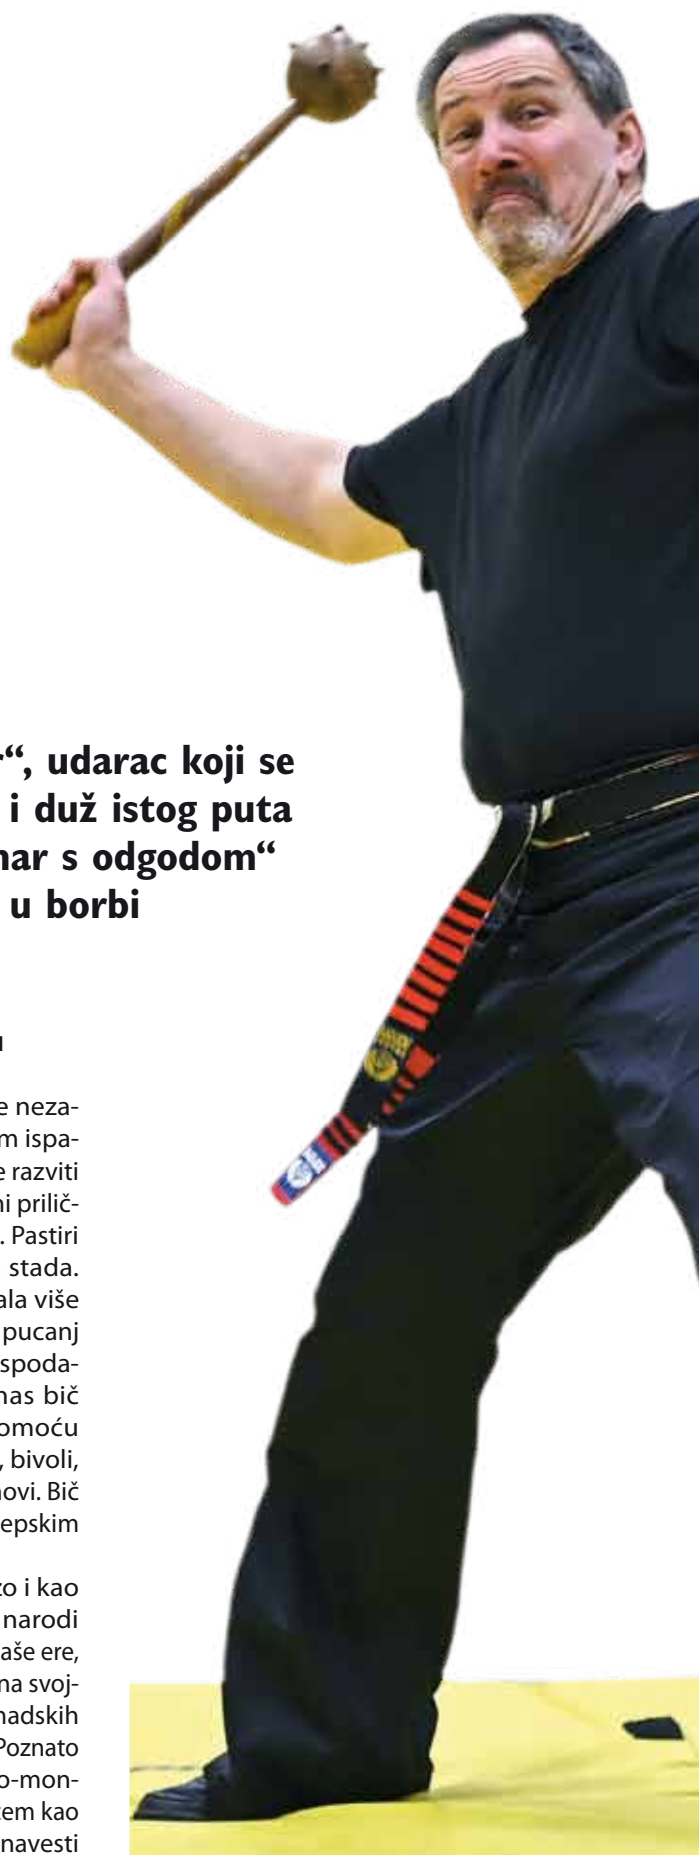 r“, udarac koji se
i duž istog puta
nar s odgodom“
u borbi
e neza-
m ispa-
e razviti
ni prilič-
. Pastiri
stada.
ala više
pucanj
spoda-
nas bič
omoću
, bivoli,
novi. Bič
epskim
zo i kao
narodi
aše ere,
na svoj-
nadskih
Poznato
o-mon-
tem kao
navesti